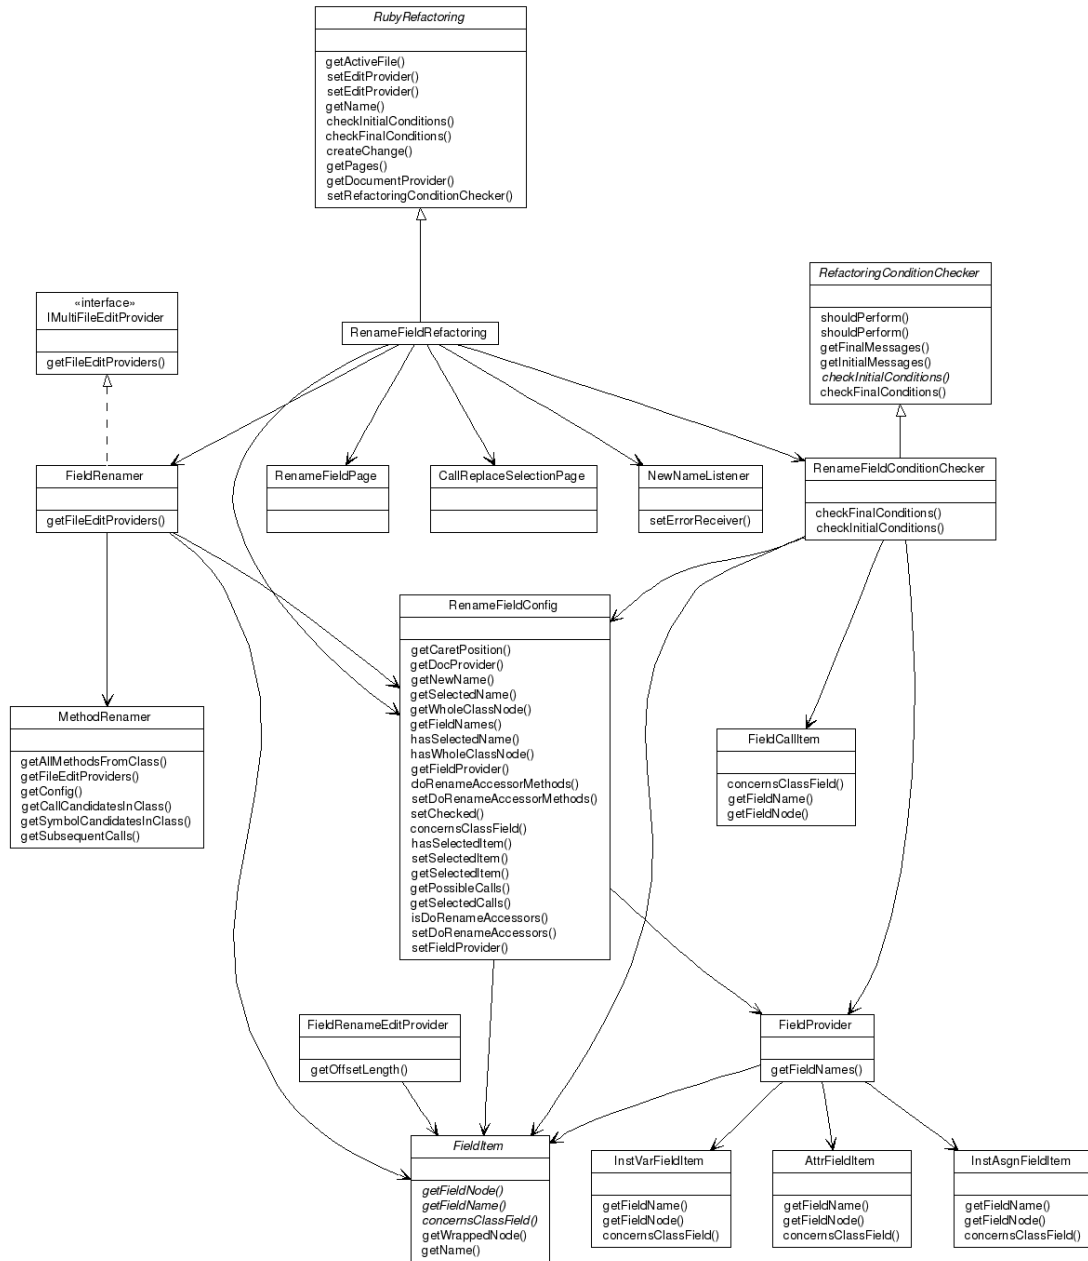 RubyRefactoring
getActiveFile()
setEditProvider()
setEditProvider()
getName()
checkInitialConditions()
checkFinalConditions()
createChange()
getPages()
getDocumentProvider()
setRefactoringConditionChecker()
RefactoringConditionChecker
shouldPerform()
shouldPerform()
getFinalMessages()
getInitialMessages()
checkInitialConditions()
checkFinalConditions()
«interface»
IMultiFileEditProvider
getFileEditProviders()
RenameFieldRefactoring
FieldRenamer
getFileEditProviders()
RenameFieldPage
CallReplaceSelectionPage
NewNameListener
setErrorReceiver()
RenameFieldConditionChecker
checkFinalConditions()
checkInitialConditions()
RenameFieldConfig
getCaretPosition()
getDocProvider()
getNewName()
getSelectedName()
getWholeClassNode()
getFieldNames()
hasSelectedName()
hasWholeClassNode()
getFieldProvider()
doRenameAccessorMethods()
setDoRenameAccessorMethods()
setChecked()
concernsClassField()
hasSelectedItem()
setSelectedItem()
getSelectedItem()
getPossibleCalls()
getSelectedCalls()
isDoRenameAccessors()
setDoRenameAccessors()
setFieldProvider()
MethodRenamer
getAllMethodsFromClass()
getFileEditProviders()
getConfig()
getCallCandidatesInClass()
getSymbolCandidatesInClass()
getSubsequentCalls()
FieldCallItem
concernsClassField()
getFieldName()
getFieldNode()
FieldRenameEditProvider
getOffsetLength()
FieldProvider
getFieldNames()
FieldItem
getFieldNode()
getFieldName()
concernsClassField()
getWrappedNode()
getName()
InstVarFieldItem
getFieldName()
getFieldNode()
concernsClassField()
AttrFieldItem
getFieldName()
getFieldNode()
concernsClassField()
InstAsgnFieldItem
getFieldName()
getFieldNode()
concernsClassField()